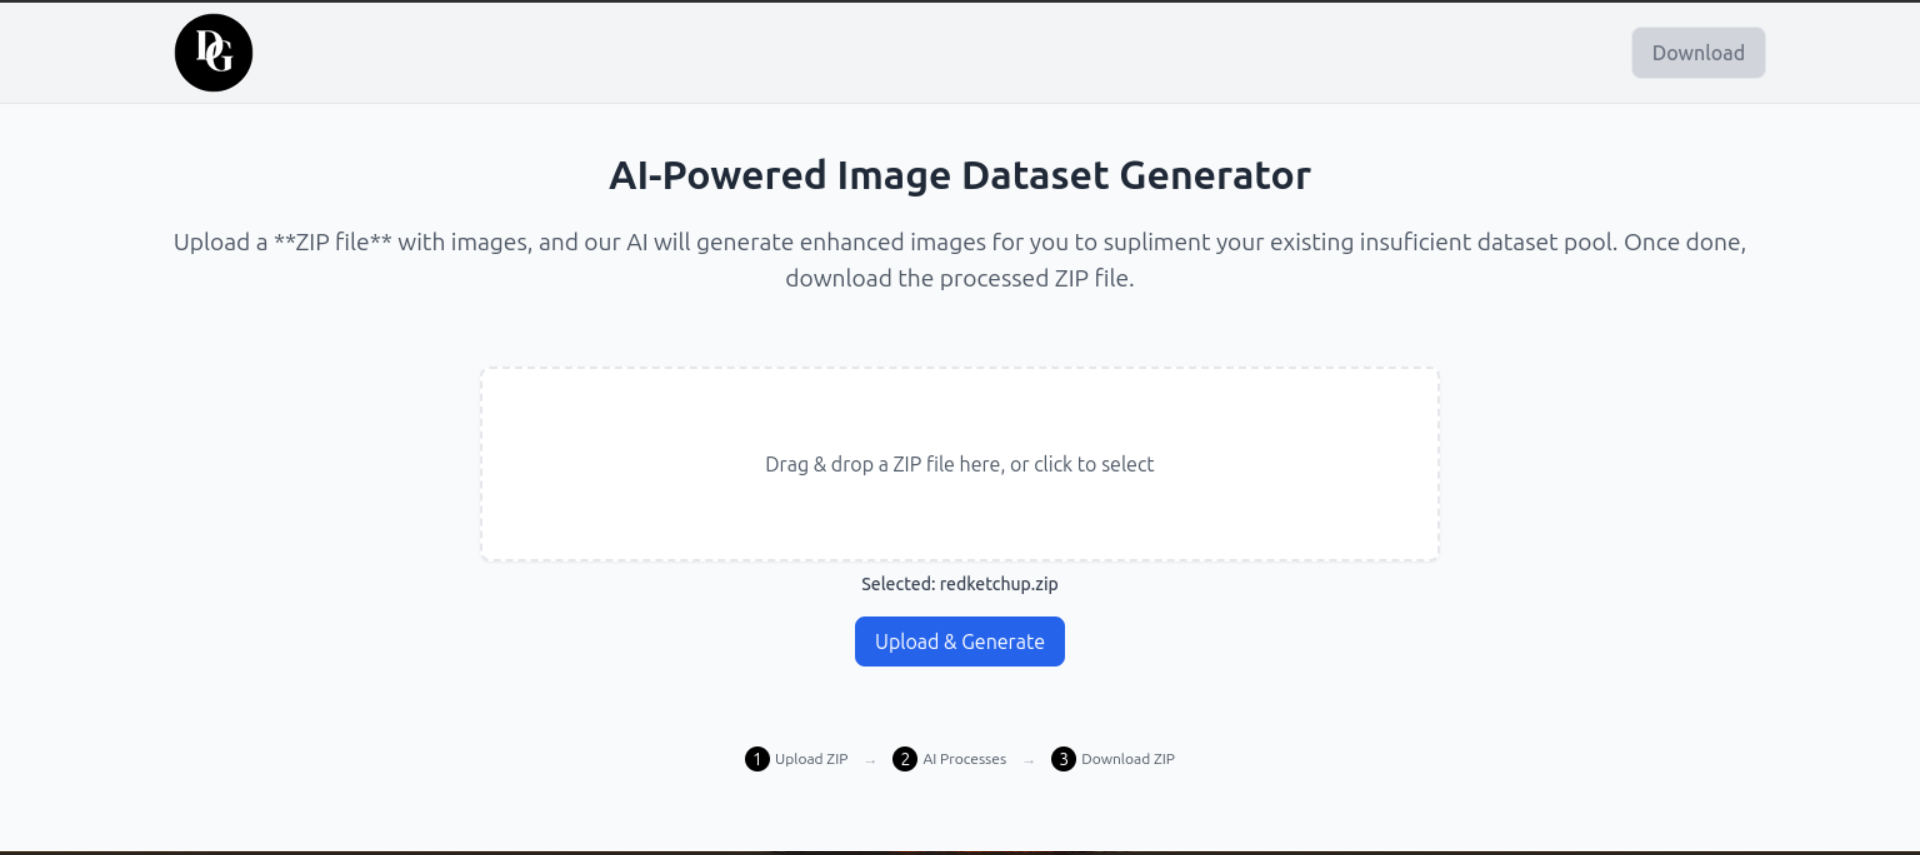 DG
Download
AI-Powered Image Dataset Generator
Upload a **ZIP file** with images, and our AI will generate enhanced images for you to supliment your existing insuficient dataset pool. Once done,
download the processed ZIP file.
Drag & drop a ZIP file here, or click to select
Selected: redketchup.zip
Upload & Generate
1 Upload ZIP → 2 AI Processes → 3 Download ZIP